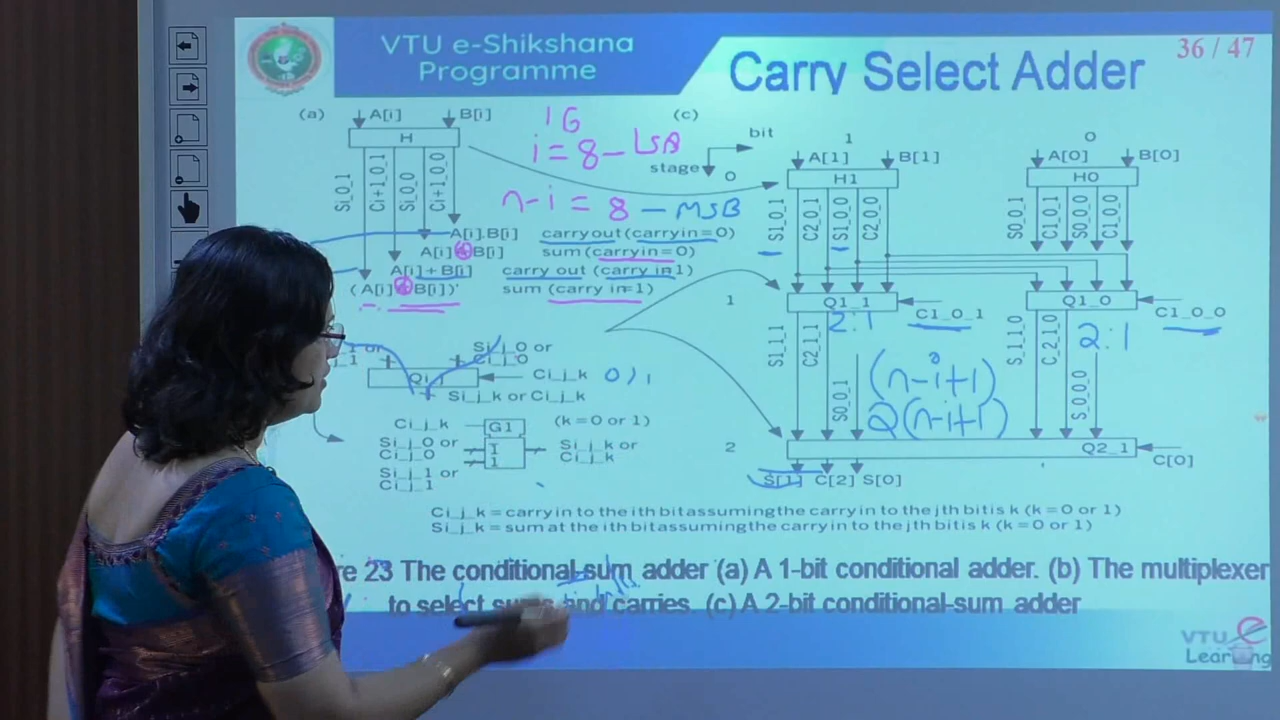 VTU e-Shikshana
Programme
Carry Select Adder
36 / 47
(a)
A[i]
B[i]
H
Si_0_1
Ci+1_0_1
Si_0_0
Ci+1_0_0
A[i].B[i]
carry out (carry in = 0)
A[i] ⊕ B[i]
sum (carry in = 0)
A[i] + B[i]
carry out (carry in 1)
(A[i] ⊕ B[i])'
sum (carry in=1)
16
i = 8 - LSB
n-i = 8 - MSB
Si_j_0 or
Ci_j_0
Ci_j_k
0/1
Si_j_k or Ci_j_k
Ci_j_k
G1
(k=0 or 1)
Si_j_0 or
Ci_j_0
1
1
Si_j_k or
Ci_j_k
Si_j_1 or
Ci_j_1
(c)
bit
1
0
stage
0
A[1]
B[1]
A[0]
B[0]
H1
H0
S1_0_1
C2_0_1
S1_0_0
C2_0_0
S0_0_1
C1_0_1
S0_0_0
C1_0_0
1
Q1_1
C1_0_1
Q1_0
C1_0_0
2:1
2:1
S1_1_1
C2_1_1
S0_0_1
S_1_1_0
C_2_1_0
S_0_0_0
(n-i+1)
2(n-i+1)
2
Q2_1
C[0]
S[1]
C[2]
S[0]
Ci_j_k = carry in to the ith bit assuming the carry in to the jth bit is k (k = 0 or 1)
Si_j_k = sum at the ith bit assuming the carry in to the jth bit is k (k = 0 or 1)
23 The conditional-sum adder (a) A 1-bit conditional adder. (b) The multiplexer
to select sums and carries. (c) A 2-bit conditional-sum adder
VTU e
Learning